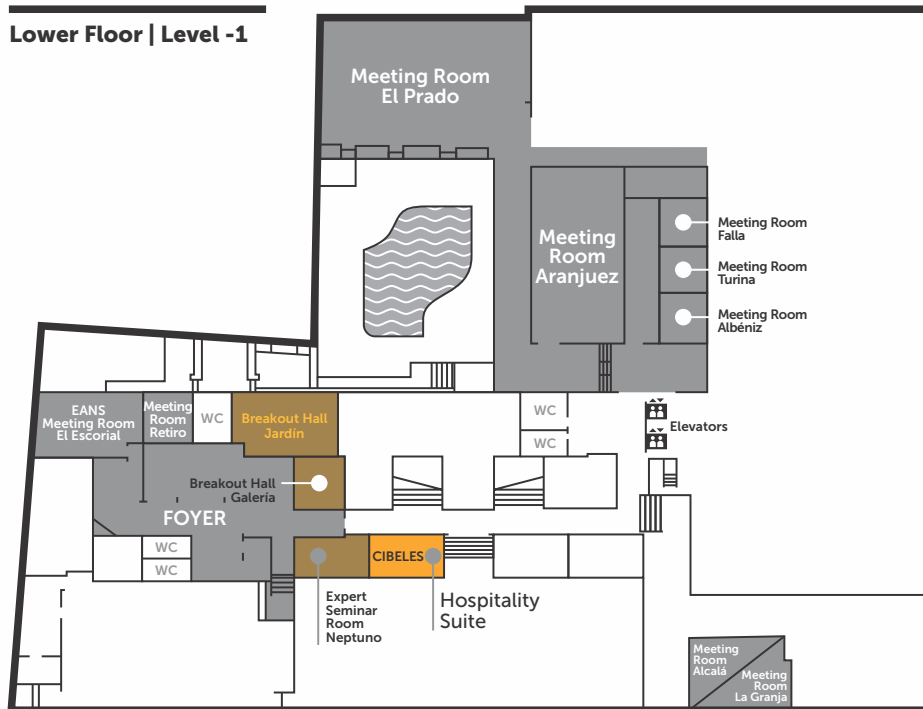 Lower Floor | Level -1
Meeting Room
El Prado
Meeting
Room
Aranjuez
Meeting Room
Falla
Meeting Room
Turina
Meeting Room
Albéniz
EANS
Meeting Room
El Escorial
Meeting
Room
Retiro
WC
Breakout Hall
Jardín
WC
WC
Elevators
Breakout Hall
Galería
FOYER
WC
WC
CIBELES
Expert
Seminar
Room
Neptuno
Hospitality
Suite
Meeting
Room
Alcalá
Meeting
Room
La Granja